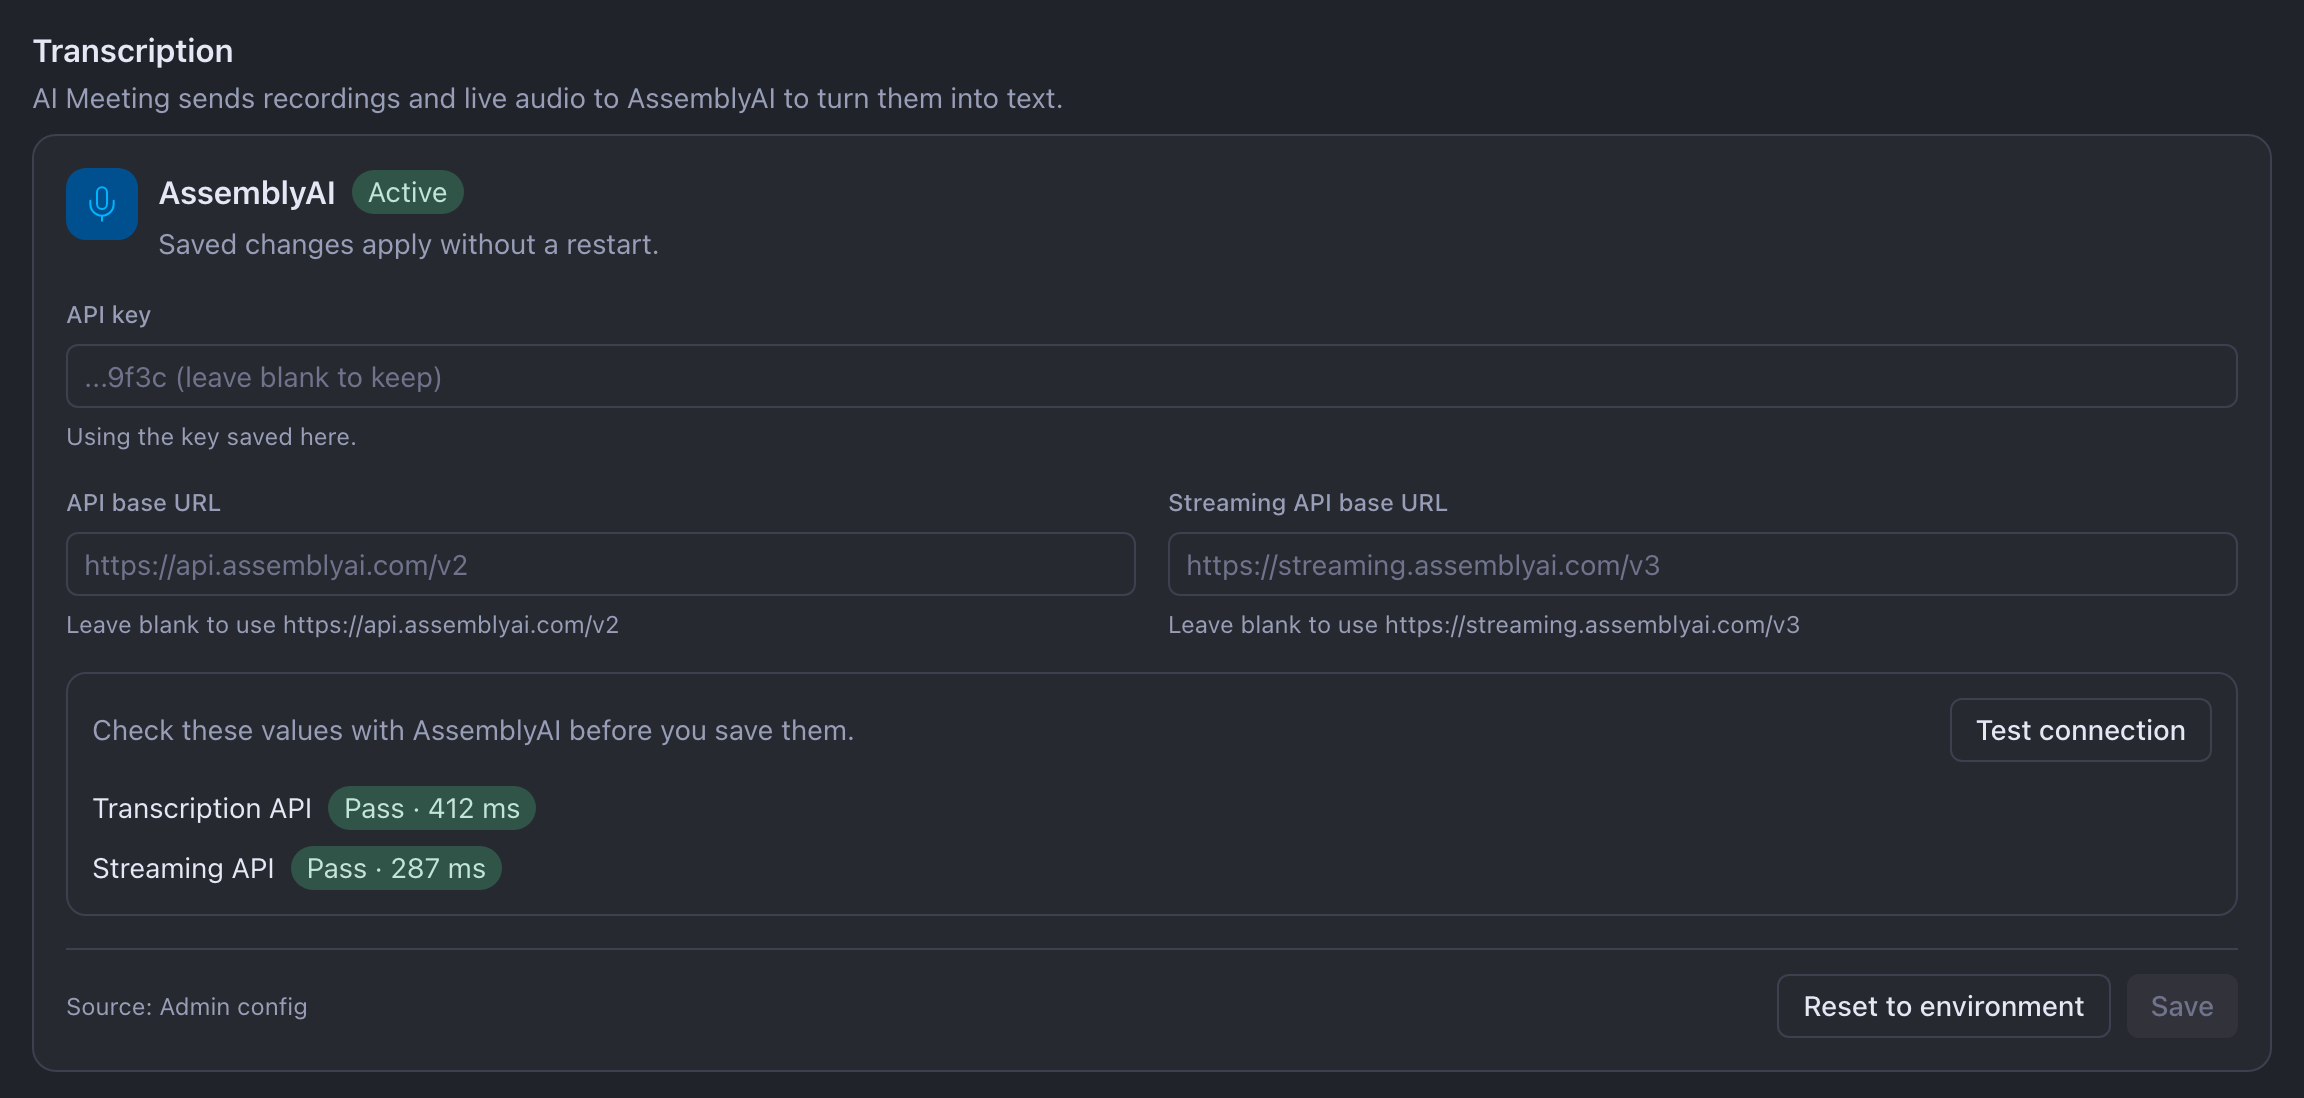 Transcription
AI Meeting sends recordings and live audio to AssemblyAI to turn them into text.
AssemblyAI Active
Saved changes apply without a restart.
API key
...9f3c (leave blank to keep)
Using the key saved here.
API base URL
https://api.assemblyai.com/v2
Leave blank to use https://api.assemblyai.com/v2
Streaming API base URL
https://streaming.assemblyai.com/v3
Leave blank to use https://streaming.assemblyai.com/v3
Check these values with AssemblyAI before you save them.
Test connection
Transcription API Pass · 412 ms
Streaming API Pass · 287 ms
Source: Admin config
Reset to environment
Save